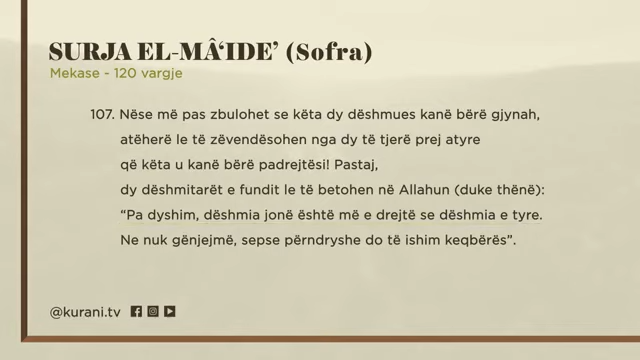 SURJA EL-MÂ‘IDE’ (Sofra)
Mekase - 120 vargje
107. Nëse më pas zbulohet se këta dy dëshmues kanë bërë gjynah,
atëherë le të zëvendësohen nga dy të tjerë prej atyre
që këta u kanë bërë padrejtësi! Pastaj,
dy dëshmitarët e fundit le të betohen në Allahun (duke thënë):
“Pa dyshim, dëshmia jonë është më e drejtë se dëshmia e tyre.
Ne nuk gënjejmë, sepse përndryshe do të ishim keqbërës”.
@kurani.tv